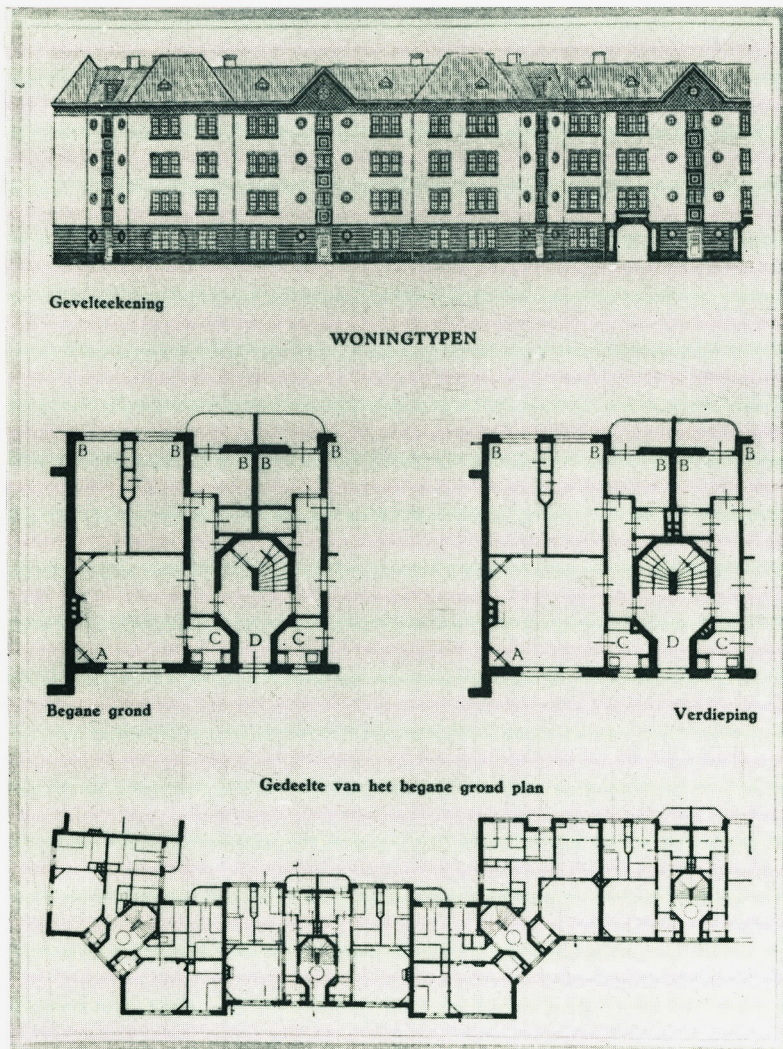 Gevelteekening
WONINGTYPEN
B B B B B
A C D C
Begane grond
B B B B B
A C D C
Verdieping
Gedeelte van het begane grond plan